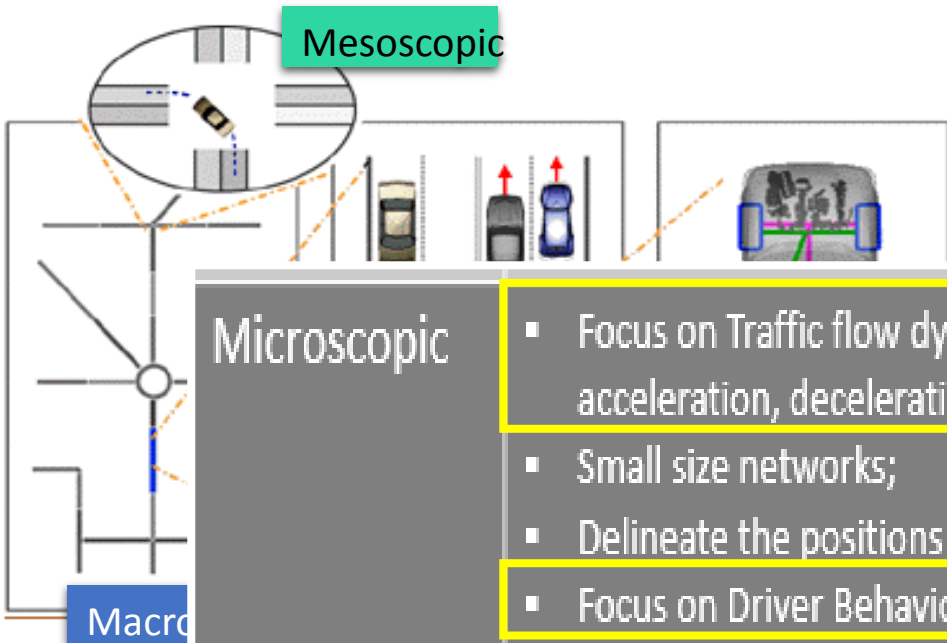 Mesoscopic
Microscopic
▪ Focus on Traffic flow dy
acceleration, decelerati
▪ Small size networks;
▪ Delineate the positions
▪ Focus on Driver Behavio
Macro